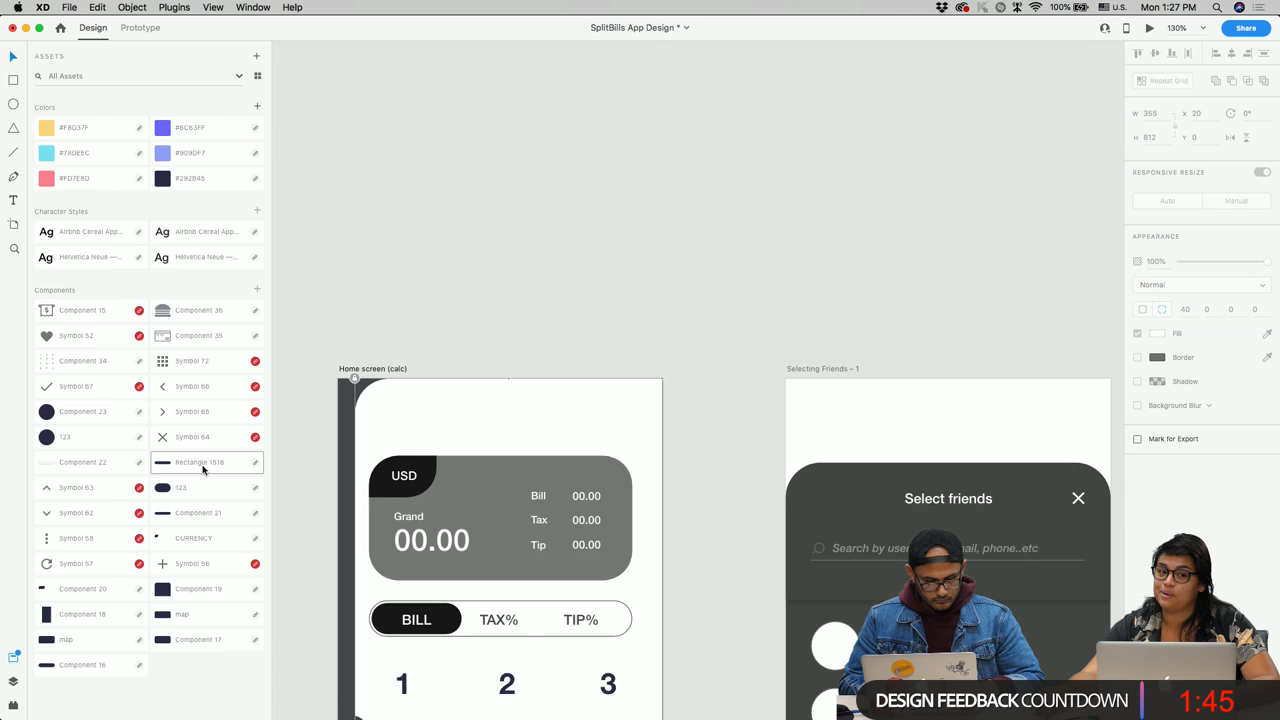 XD File Edit Object Plugins View Window Help
100% U.S. Mon 1:27 PM
Design Prototype
SplitBills App Design *
130%
Share
ASSETS
All Assets
Colors
#F8D37F #6C63FF
#78DEEC #909DF7
#FD7E8D #292B45
Character Styles
Ag Airbnb Cereal App... Ag Airbnb Cereal App...
Ag Helvetica Neue —... Ag Helvetica Neue —...
Components
Component 15 Component 36
Symbol 52 Component 35
Component 34 Symbol 72
Symbol 67 Symbol 66
Component 23 Symbol 65
123 Symbol 64
Component 22 Rectangle 1516
Symbol 63 123
Symbol 62 Component 21
Symbol 58 CURRENCY
Symbol 57 Symbol 56
Component 20 Component 19
Component 18 map
map Component 17
Component 16
Home screen (calc)
USD
Grand
00.00
Bill 00.00
Tax 00.00
Tip 00.00
BILL TAX% TIP%
1 2 3
Selecting Friends – 1
Select friends
Search by user mail, phone..etc
Repeat Grid
W 355 X 20 0°
H 812 Y 0
RESPONSIVE RESIZE
Auto Manual
APPEARANCE
100%
Normal
40 0 0 0
Fill
Border
Shadow
Background Blur
Mark for Export
DESIGN FEEDBACK COUNTDOWN 1:45